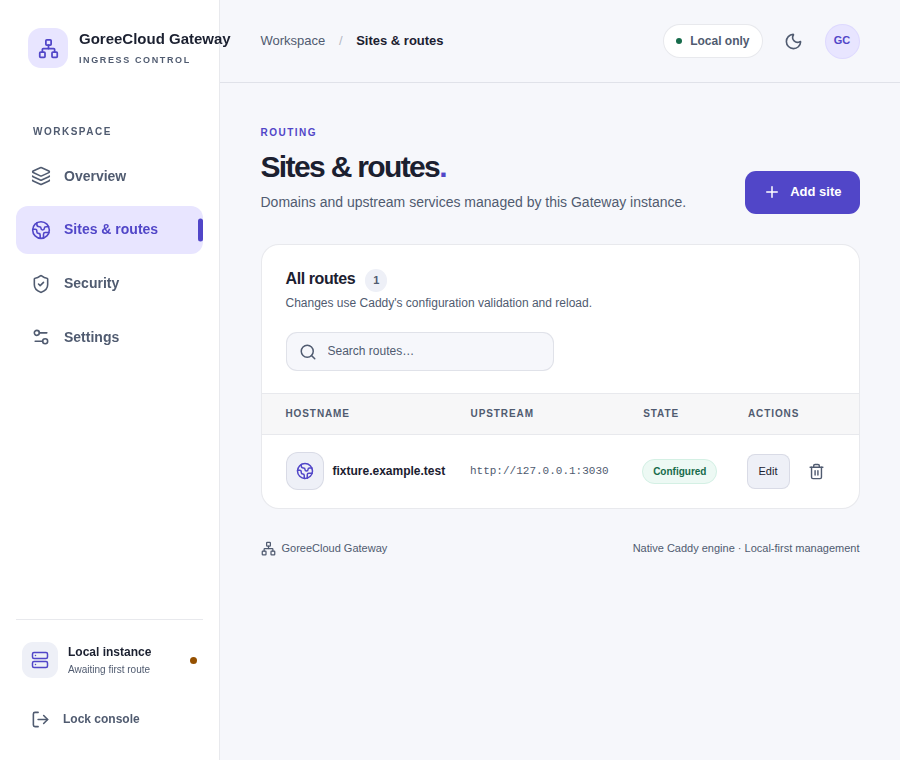 GoreeCloud Gateway
INGRESS CONTROL
WORKSPACE
Overview
Sites & routes
Security
Settings
Local instance
Awaiting first route
Lock console
Workspace / Sites & routes
Local only
GC
ROUTING
Sites & routes.
Domains and upstream services managed by this Gateway instance.
Add site
All routes 1
Changes use Caddy's configuration validation and reload.
Search routes…
HOSTNAME UPSTREAM STATE ACTIONS
fixture.example.test http://127.0.0.1:3030 Configured Edit
GoreeCloud Gateway
Native Caddy engine · Local-first management